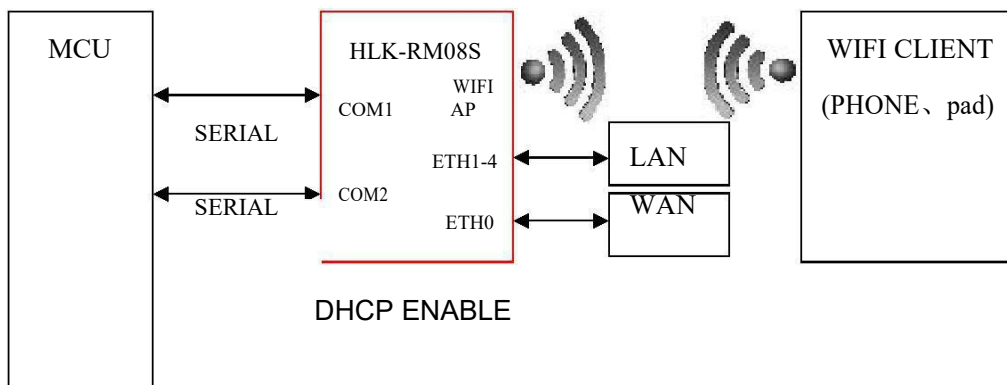 MCU
SERIAL
SERIAL
HLK-RM08S
WIFI
AP
COM1
ETH1-4
COM2
ETH0
DHCP ENABLE
LAN
WAN
WIFI CLIENT
(PHONE、pad)